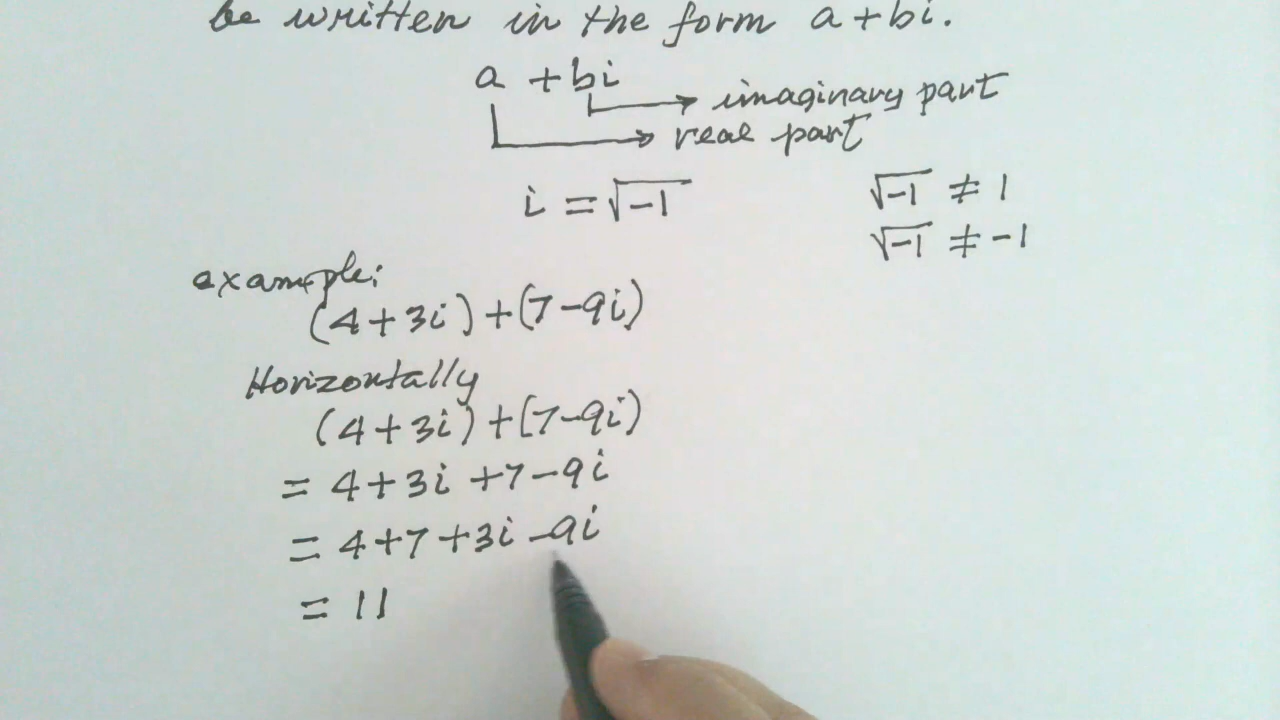 be written in the form a+bi.
a +bi
imaginary part
real part
i = √-1
√-1 ≠ 1
√-1 ≠ -1
example:
(4+3i)+(7-9i)
Horizontally
(4+3i)+(7-9i)
= 4+3i+7-9i
= 4+7+3i-9i
= 11